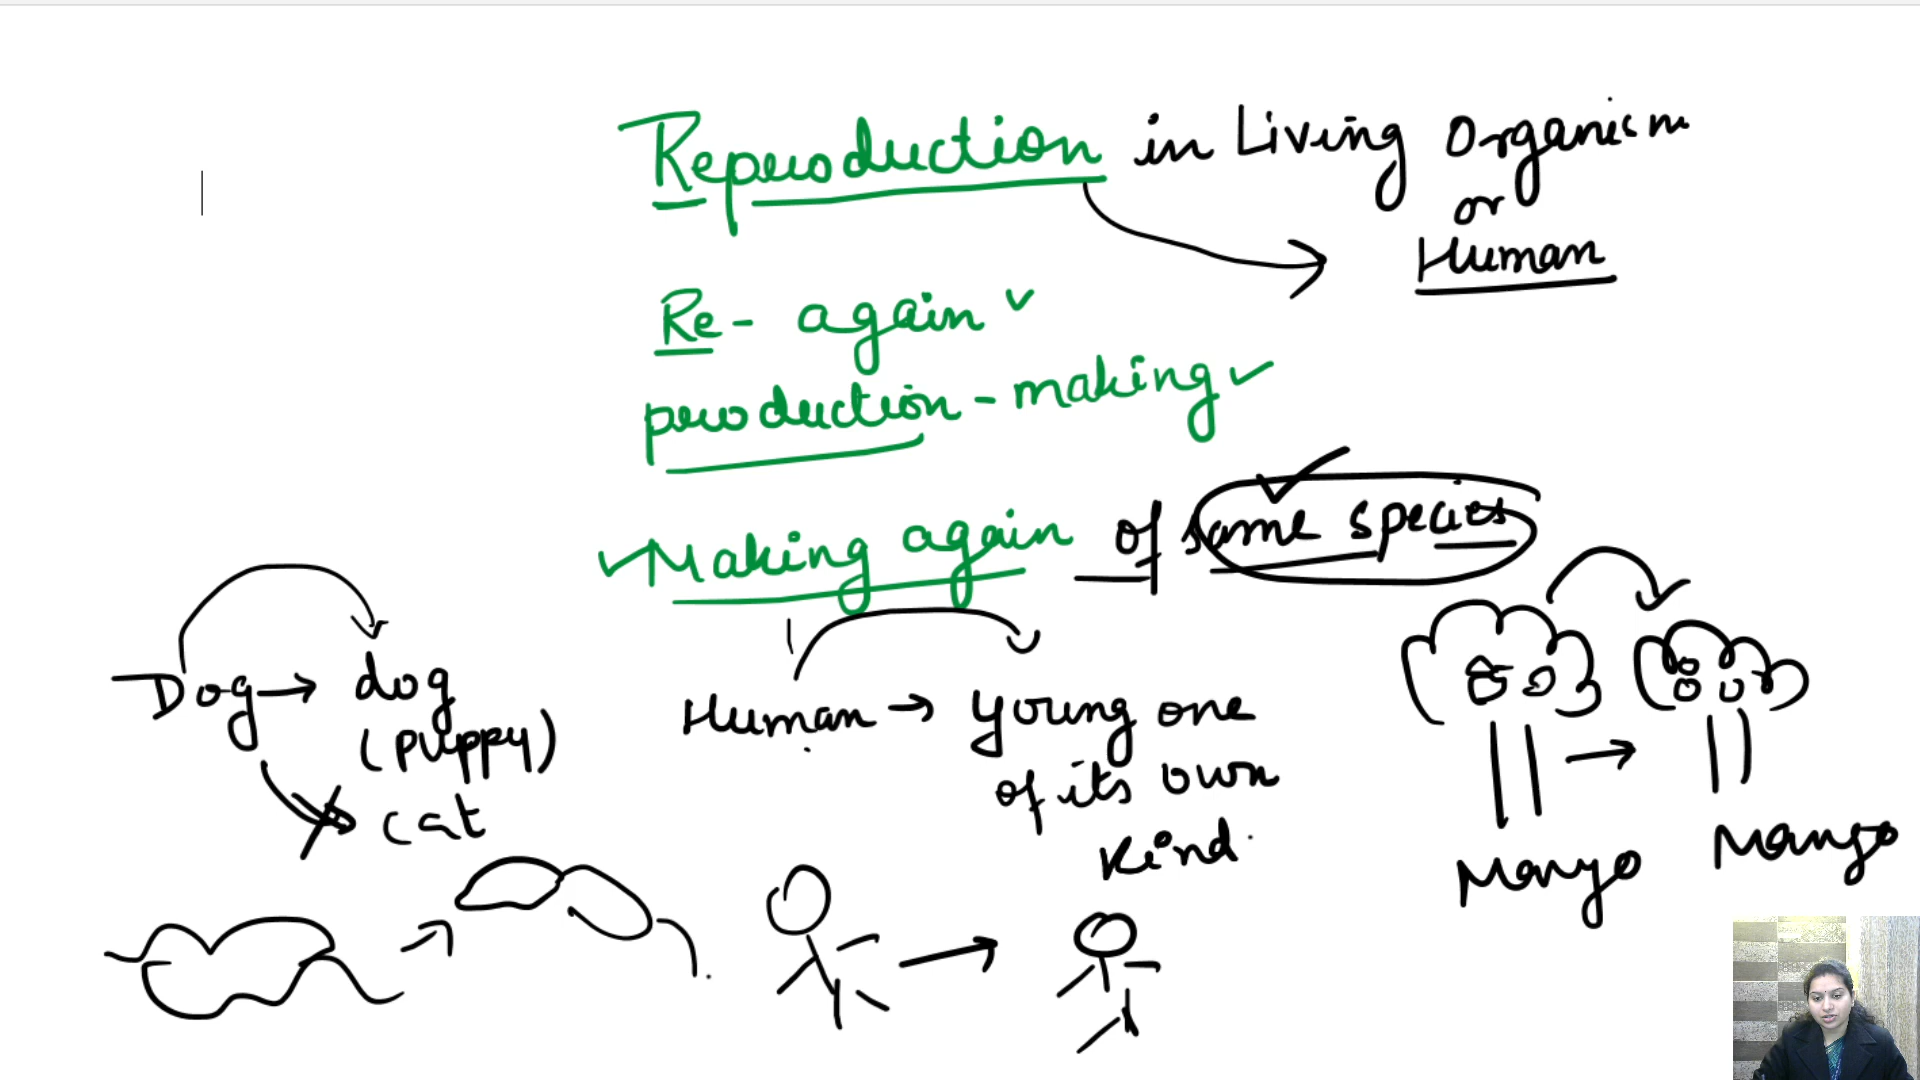 Reproduction in Living Organism
or
Human
Re - again
production - making
Making again of same species
Dog → dog
(puppy)
cat
Human → Young one
of its own
kind.
Mango
Mango